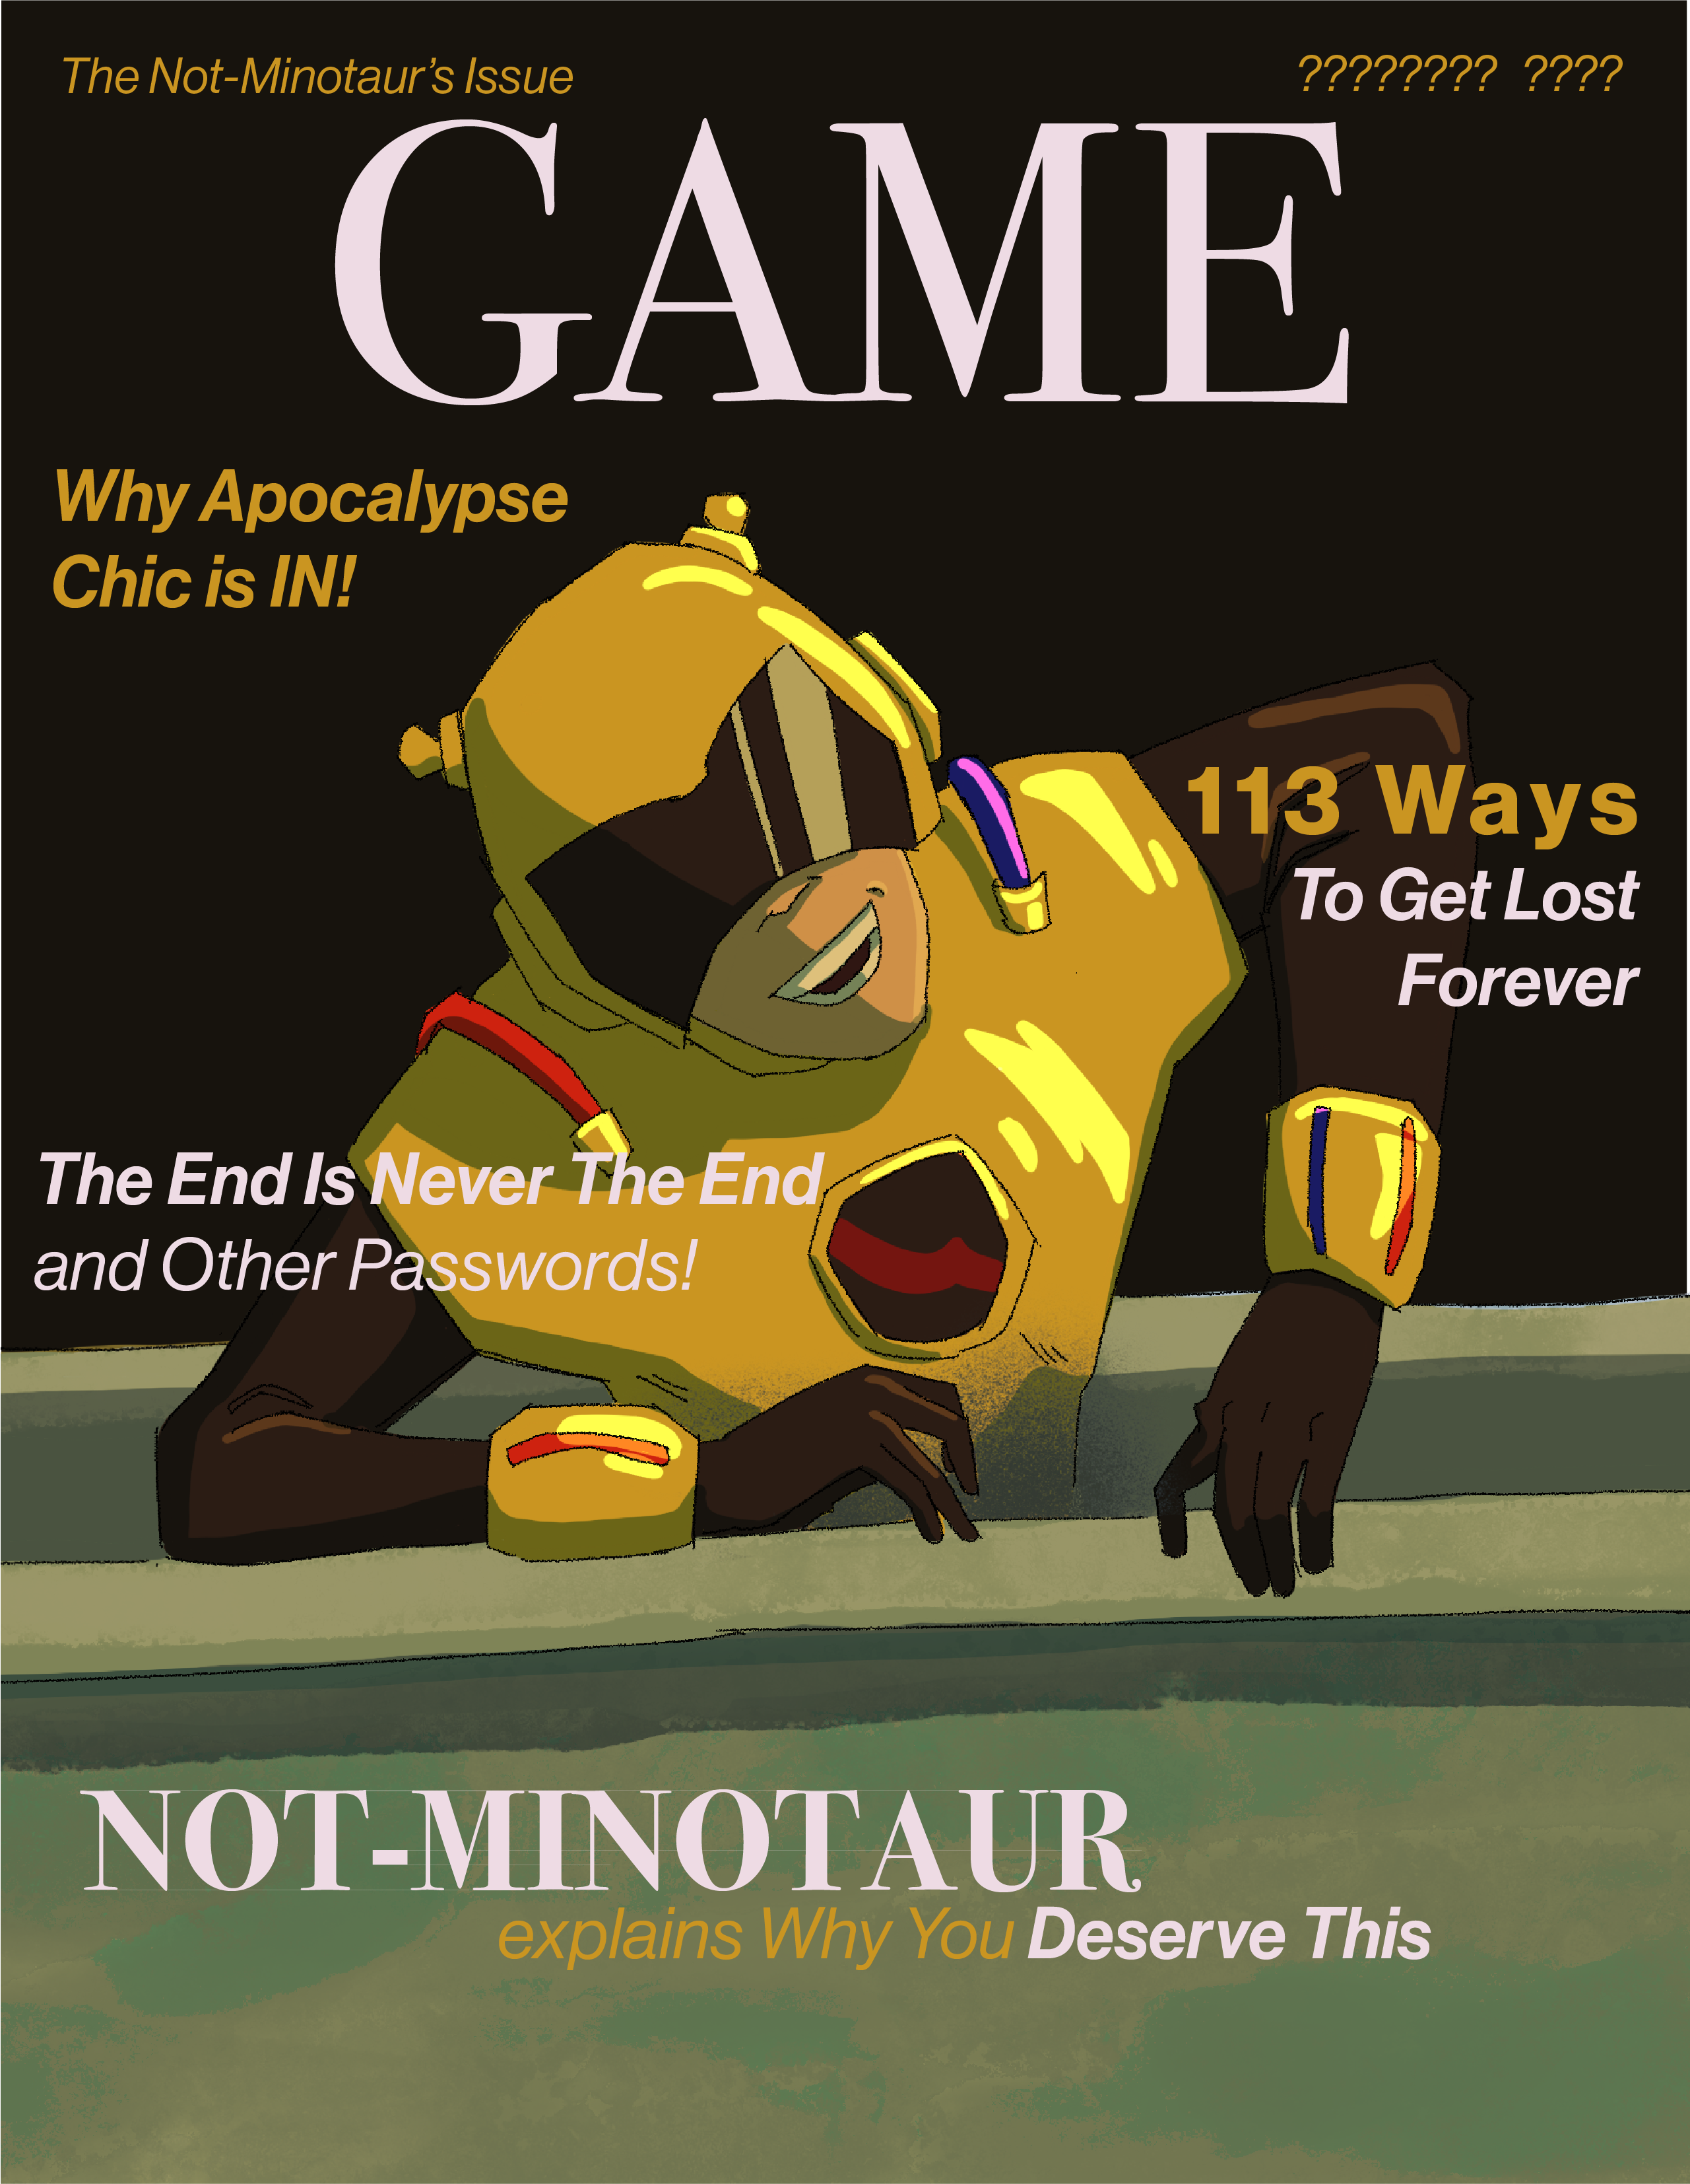 The Not-Minotaur's Issue
???????? ????
GAME
Why Apocalypse
Chic is IN!
113 Ways
To Get Lost
Forever
The End Is Never The End
and Other Passwords!
NOT-MINOTAUR
explains Why You Deserve This